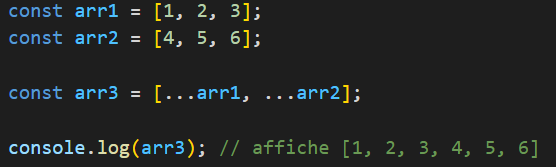 const arr1 = [1, 2, 3];
const arr2 = [4, 5, 6];
const arr3 = [...arr1, ...arr2];
console.log(arr3); // affiche [1, 2, 3, 4, 5, 6]